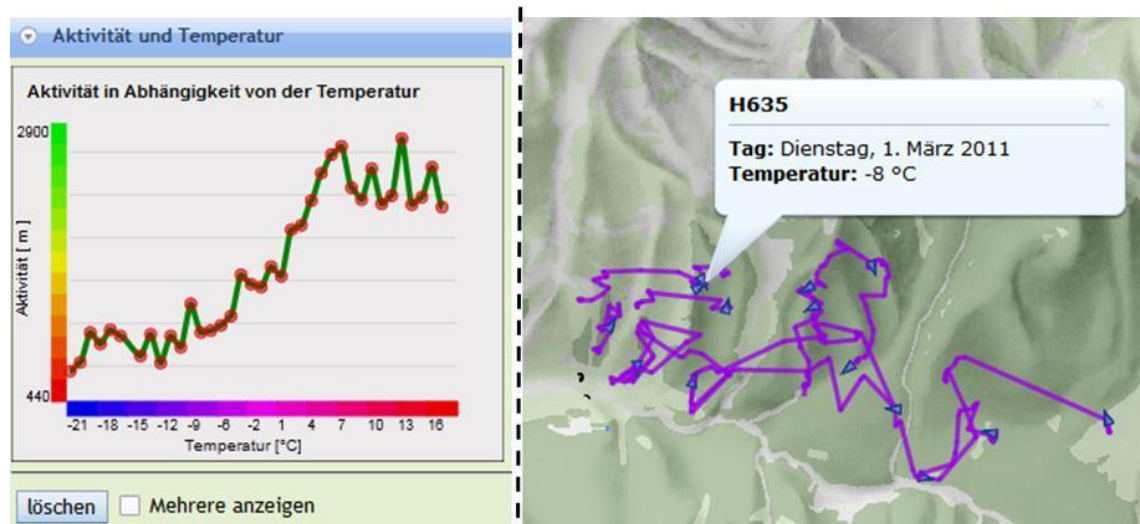 Aktivität und Temperatur
Aktivität in Abhängigkeit von der Temperatur
2900
Aktivität [ m ]
440
-21 -18 -15 -12 -9 -6 -2 1 4 7 10 13 16
Temperatur [°C]
löschen
Mehrere anzeigen
H635
Tag: Dienstag, 1. März 2011
Temperatur: -8 °C